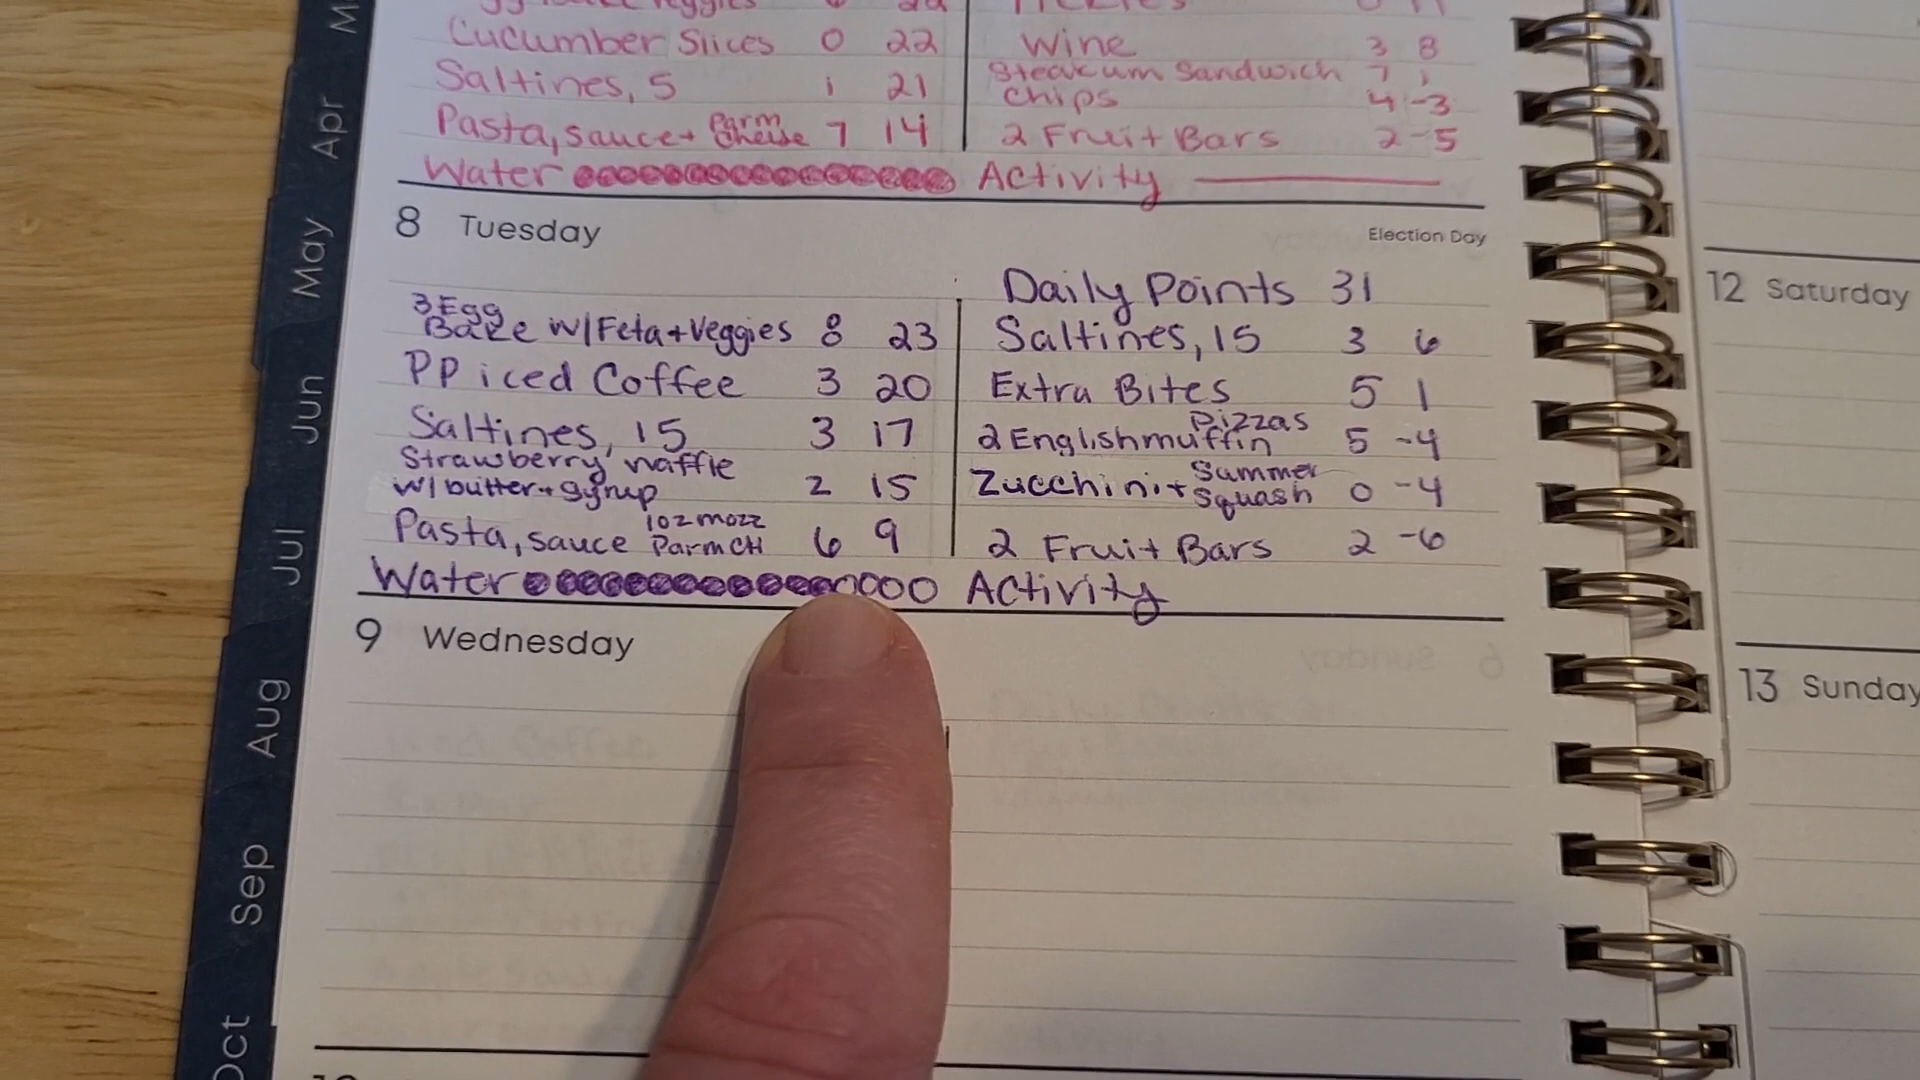 Cucumber Slices 0 22
Saltines, 5 1 21
Pasta, sauce + Parm Cheese 7 14
Water
Wine 3 8
Steakum Sandwich 7 1
Chips 4 -3
2 Fruit Bars 2 -5
Activity
8 Tuesday
Election Day
Daily Points 31
3 Egg
Bake w/Feta + Veggies 8 23
PP iced Coffee 3 20
Saltines, 15 3 17
Strawberry waffle
w/ butter + syrup 2 15
Pasta, sauce 1oz mozz Parm CH 6 9
Water
Saltines, 15 3 6
Extra Bites 5 1
2 English muffin Pizzas 5 -4
Zucchini + Summer Squash 0 -4
2 Fruit Bars 2 -6
Activity
9 Wednesday
12 Saturday
13 Sunday
Apr
May
Jun
Jul
Aug
Sep
Oct